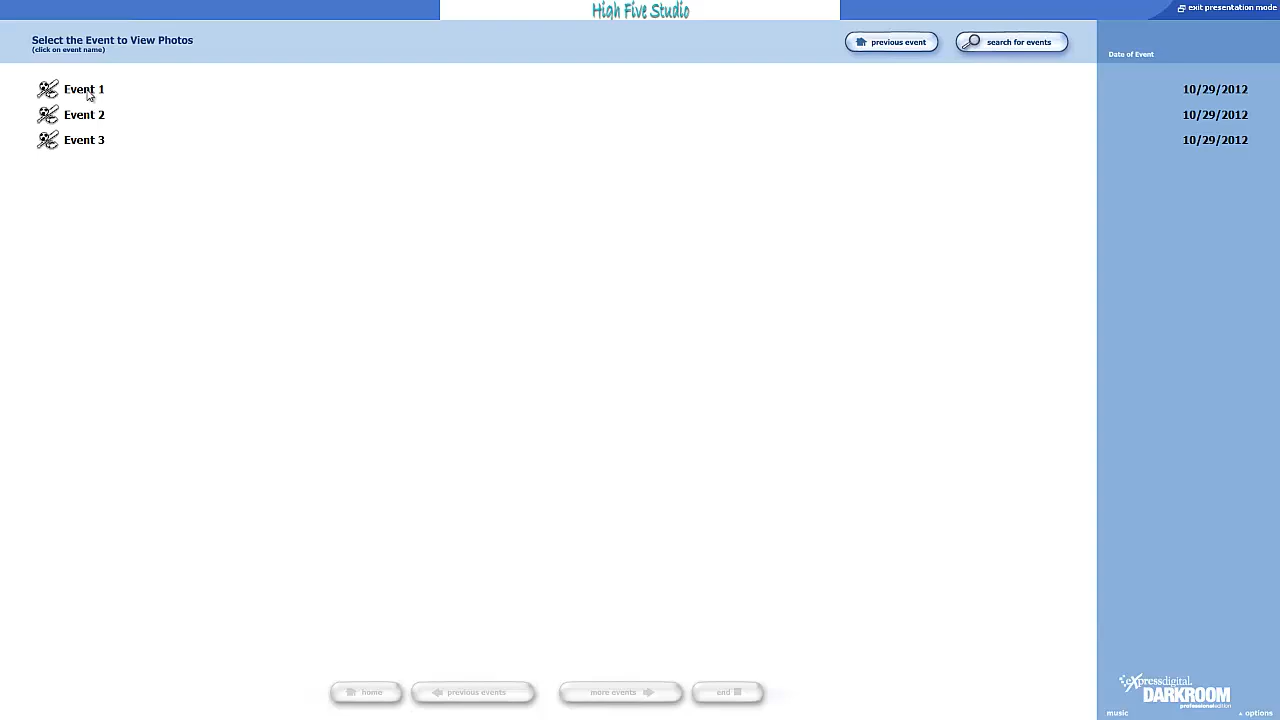 High Five Studio
exit presentation mode
Select the Event to View Photos
(click on event name)
previous event
search for events
Date of Event
Event 1
10/29/2012
Event 2
10/29/2012
Event 3
10/29/2012
home
previous events
more events
end
expressdigital.
DARKROOM
professional edition
music
options